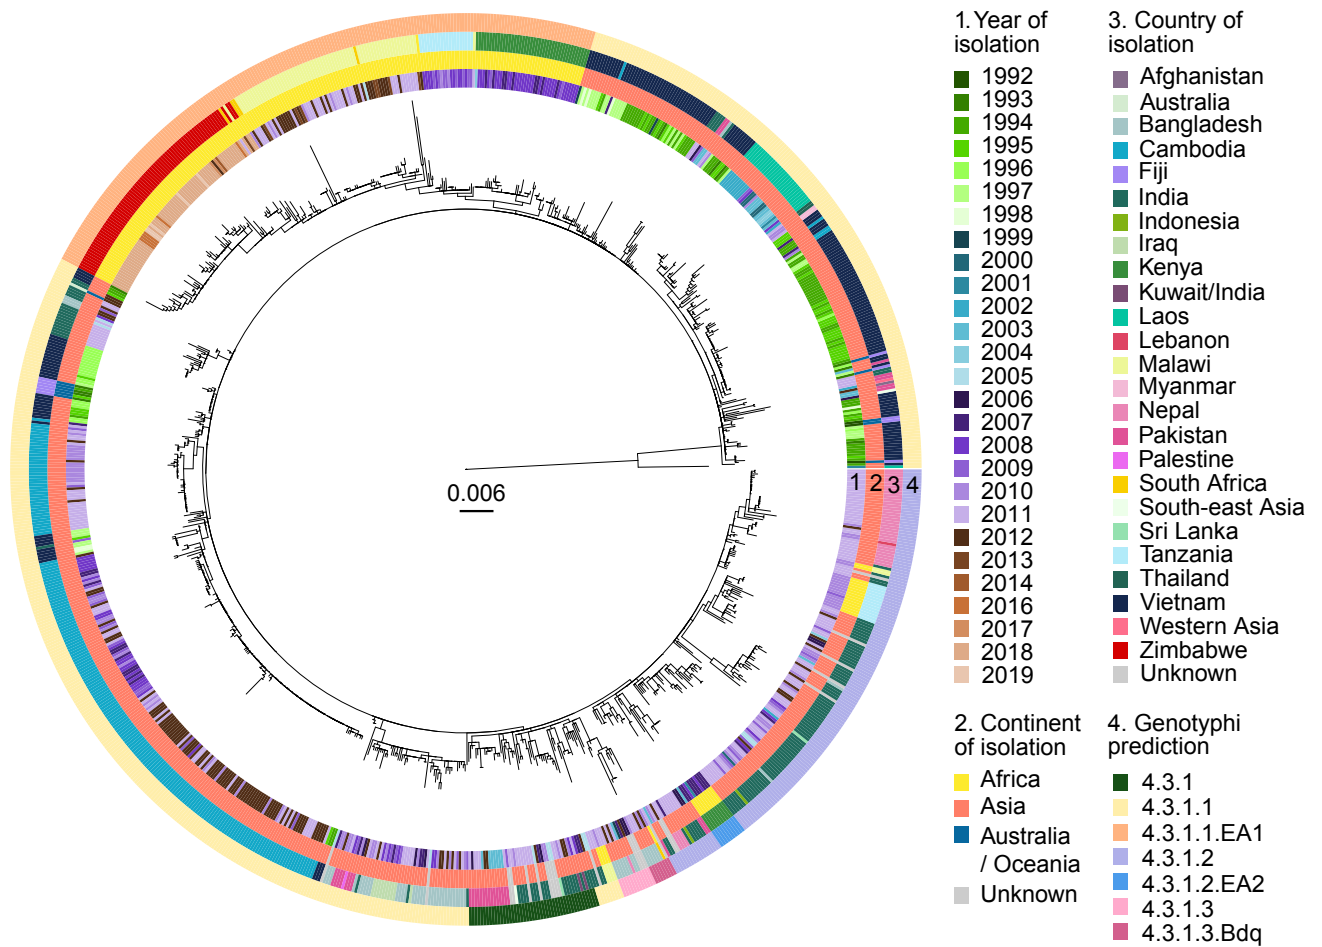 0.006
1 2 3 4
1. Year of
isolation
1992
1993
1994
1995
1996
1997
1998
1999
2000
2001
2002
2003
2004
2005
2006
2007
2008
2009
2010
2011
2012
2013
2014
2016
2017
2018
2019
2. Continent
of isolation
Africa
Asia
Australia
/ Oceania
Unknown
3. Country of
isolation
Afghanistan
Australia
Bangladesh
Cambodia
Fiji
India
Indonesia
Iraq
Kenya
Kuwait/India
Laos
Lebanon
Malawi
Myanmar
Nepal
Pakistan
Palestine
South Africa
South-east Asia
Sri Lanka
Tanzania
Thailand
Vietnam
Western Asia
Zimbabwe
Unknown
4. Genotyphi
prediction
4.3.1
4.3.1.1
4.3.1.1.EA1
4.3.1.2
4.3.1.2.EA2
4.3.1.3
4.3.1.3.Bdq